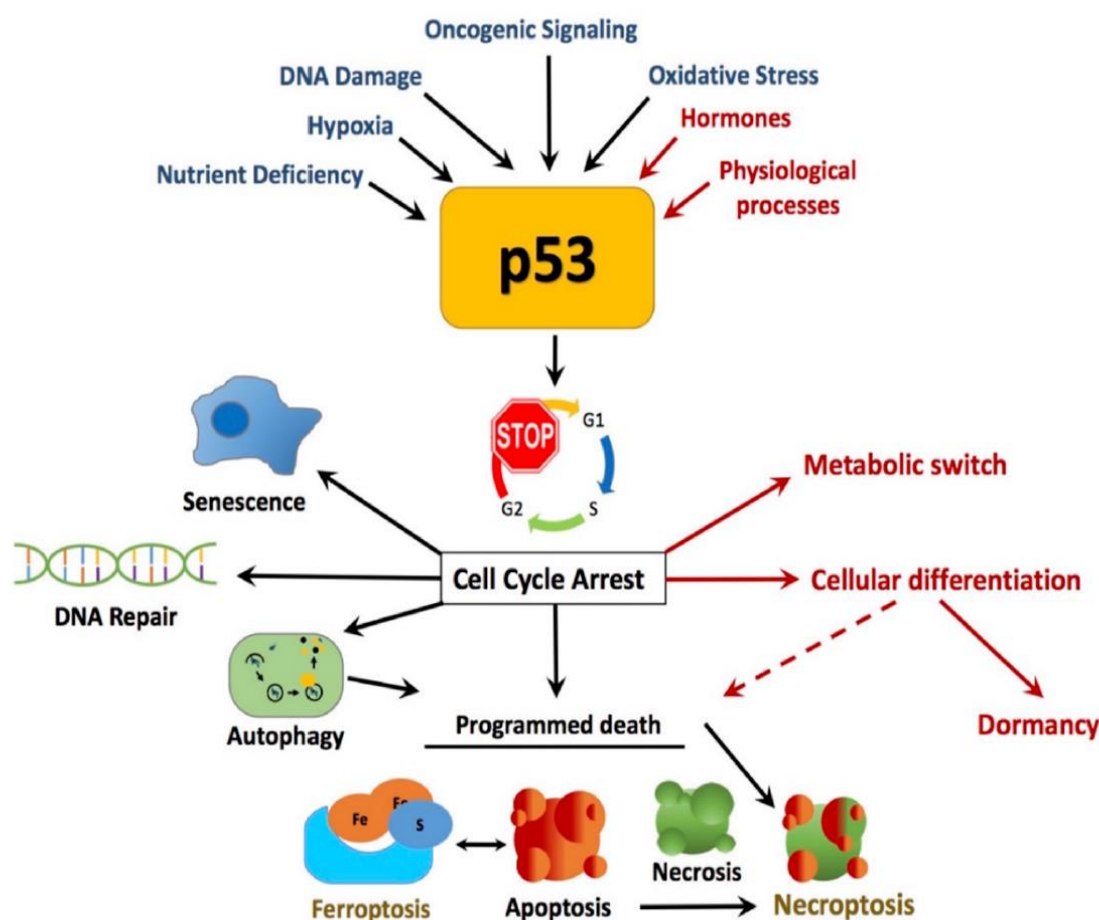 Oncogenic Signaling
DNA Damage
Oxidative Stress
Hypoxia
Hormones
Nutrient Deficiency
Physiological
processes
p53
STOP
G1
G2
S
Senescence
Metabolic switch
Cell Cycle Arrest
Cellular differentiation
DNA Repair
Autophagy
Programmed death
Dormancy
Fe
Fe
S
Necrosis
Ferroptosis
Apoptosis
Necroptosis